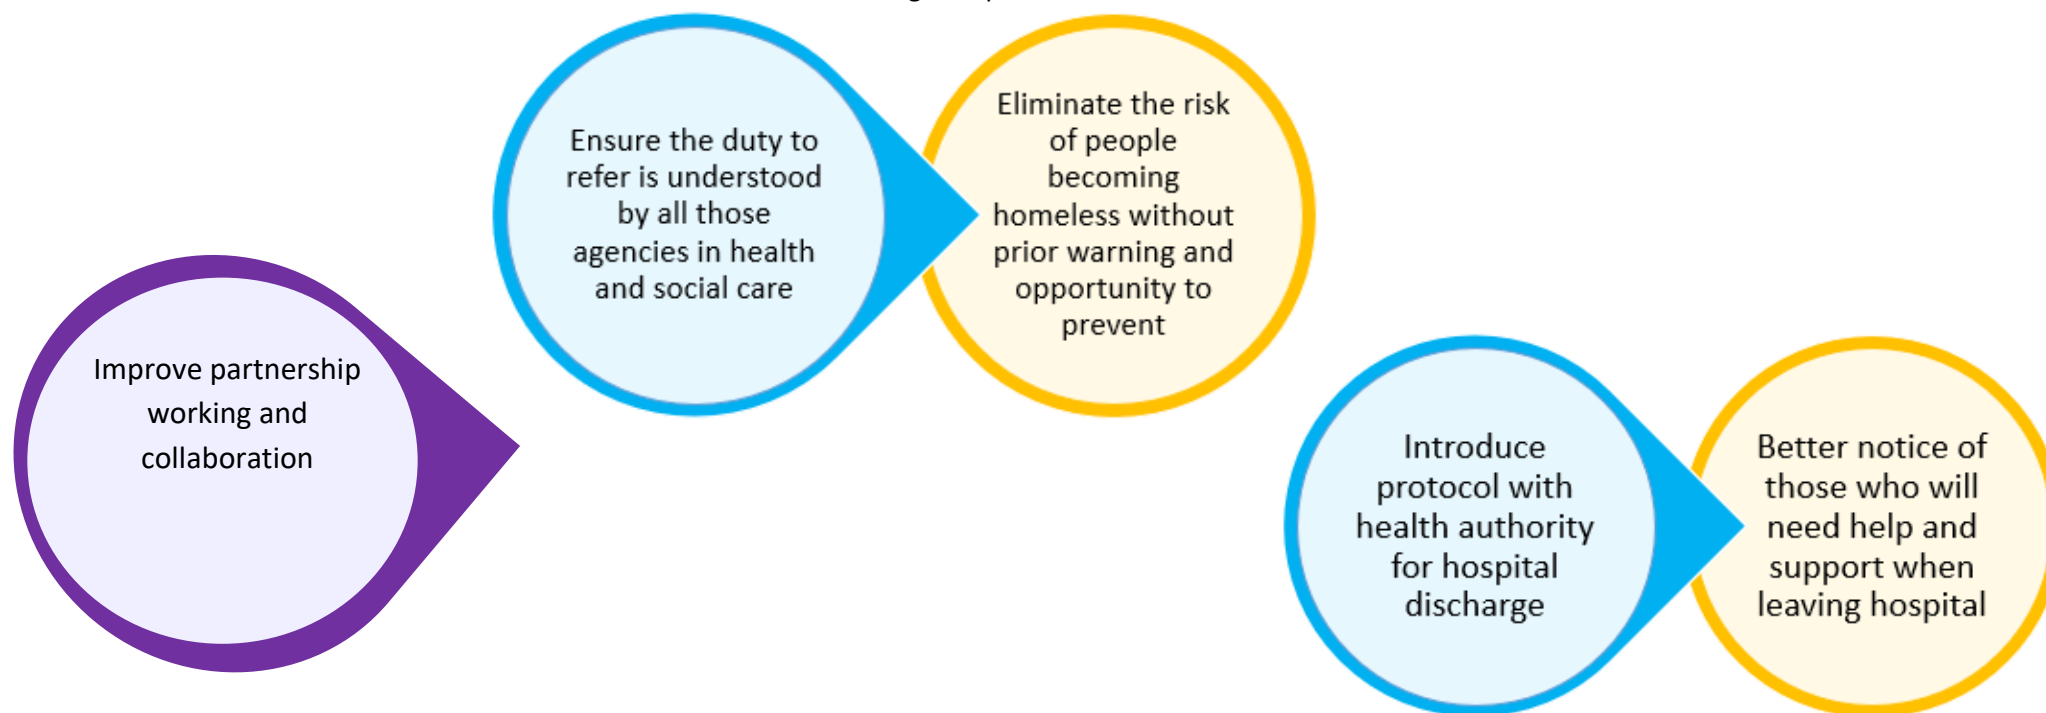 Improve partnership
working and
collaboration
Ensure the duty to
refer is understood
by all those
agencies in health
and social care
Eliminate the risk
of people
becoming
homeless without
prior warning and
opportunity to
prevent
Introduce
protocol with
health authority
for hospital
discharge
Better notice of
those who will
need help and
support when
leaving hospital